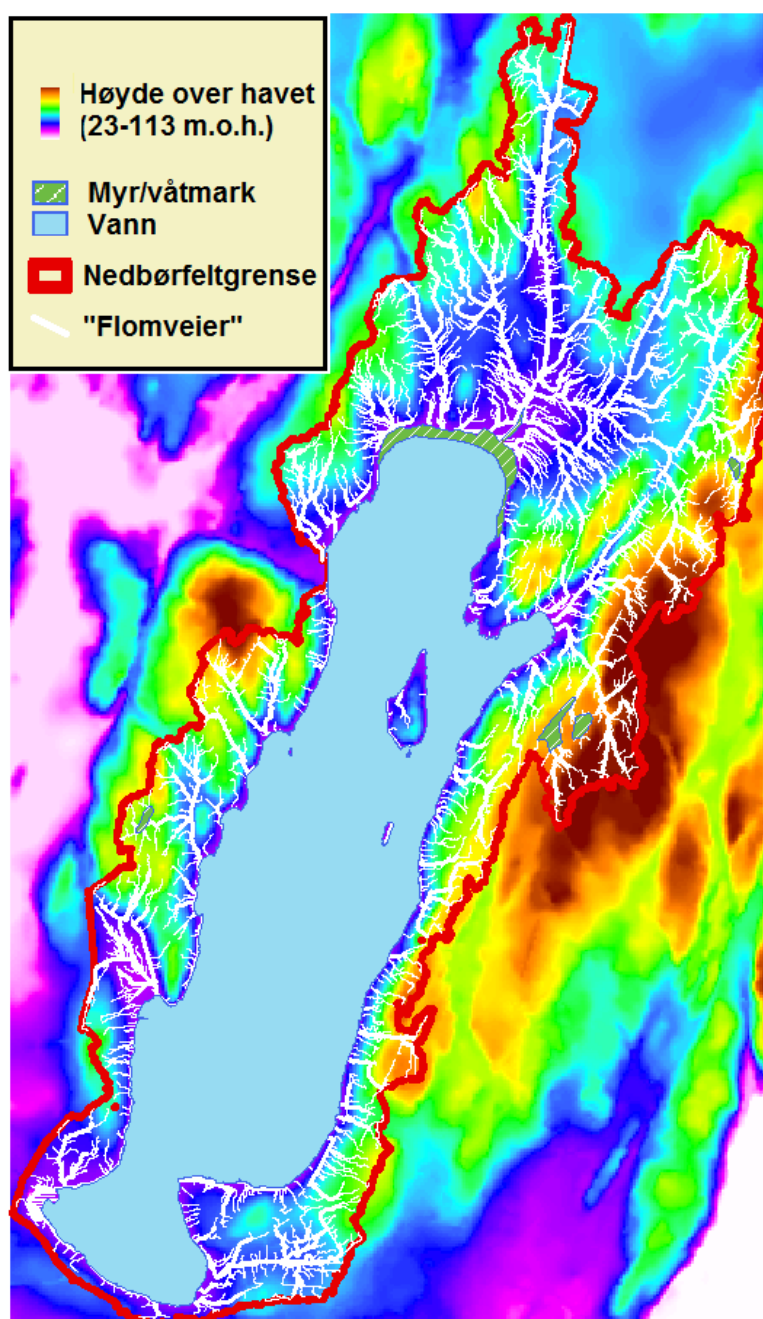 Høyde over havet
(23-113 m.o.h.)
Myr/våtmark
Vann
Nedbørfeltgrense
"Flomveier"